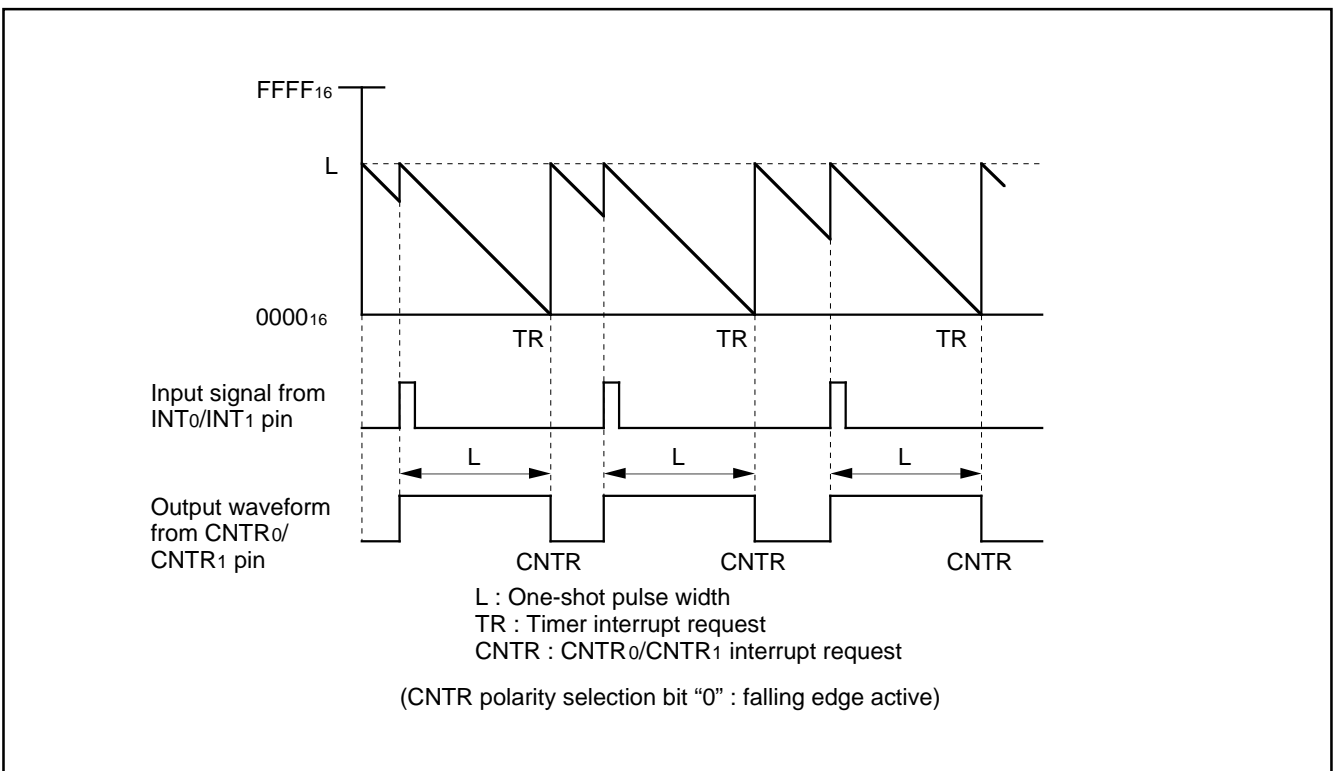 FFFF16
L
000016
TR TR TR
Input signal from
INT0/INT1 pin
L L L
Output waveform
from CNTR0/
CNTR1 pin
CNTR CNTR CNTR
L : One-shot pulse width
TR : Timer interrupt request
CNTR : CNTR0/CNTR1 interrupt request
(CNTR polarity selection bit “0” : falling edge active)